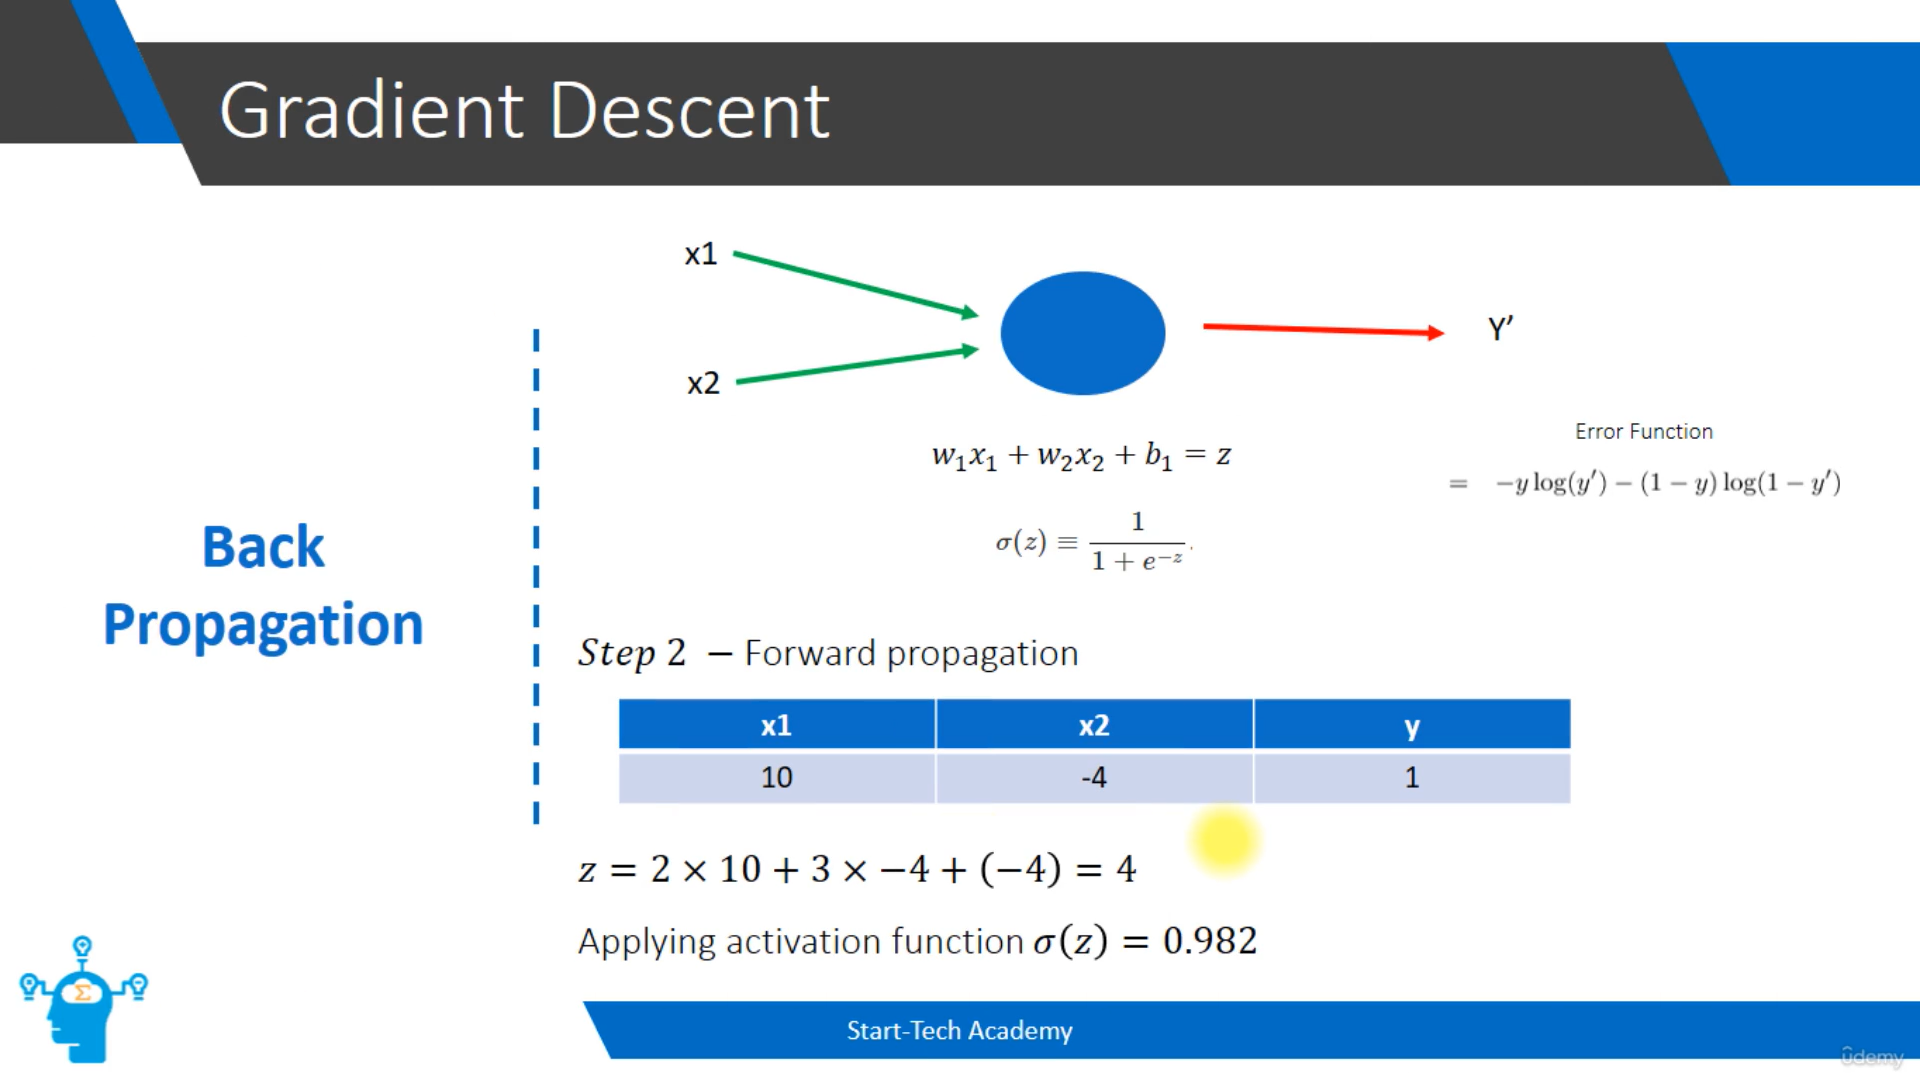 Gradient Descent
x1
x2
Y’
w₁x₁ + w₂x₂ + b₁ = z
σ(z) ≡ 1 / (1 + e⁻ᶻ).
Error Function
= −y log(y′) − (1 − y) log(1 − y′)
Back
Propagation
Step 2 – Forward propagation
x1 x2 y
10 -4 1
z = 2 × 10 + 3 × −4 + (−4) = 4
Applying activation function σ(z) = 0.982
Σ
Start-Tech Academy
ûdemy